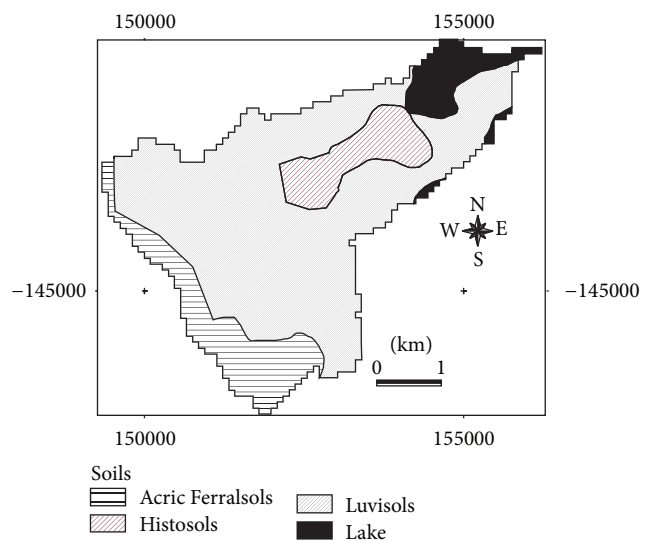 150000 155000
N
W E
S
−145000 −145000
(km)
0 1
150000 155000
Soils
Acric Ferralsols
Luvisols
Histosols
Lake